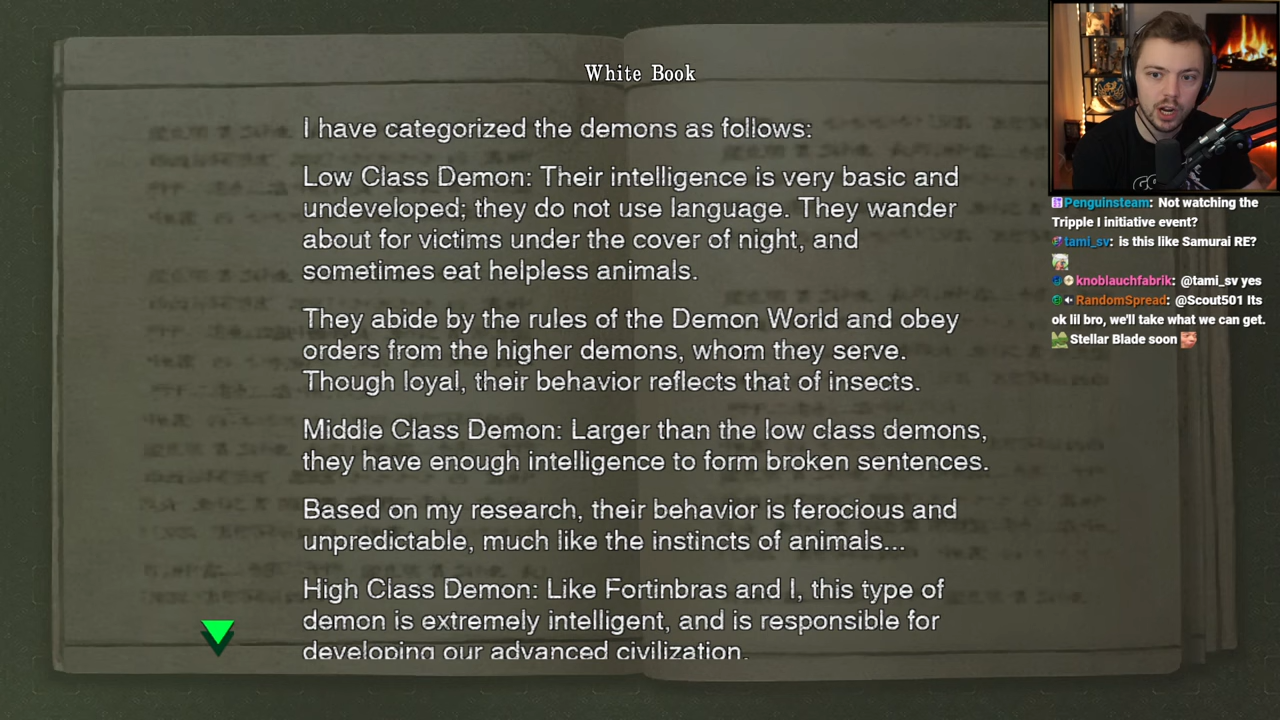 White Book
I have categorized the demons as follows:
Low Class Demon: Their intelligence is very basic and
undeveloped; they do not use language. They wander
about for victims under the cover of night, and
sometimes eat helpless animals.
They abide by the rules of the Demon World and obey
orders from the higher demons, whom they serve.
Though loyal, their behavior reflects that of insects.
Middle Class Demon: Larger than the low class demons,
they have enough intelligence to form broken sentences.
Based on my research, their behavior is ferocious and
unpredictable, much like the instincts of animals...
High Class Demon: Like Fortinbras and I, this type of
demon is extremely intelligent, and is responsible for
developing our advanced civilization.
Penguinsteam: Not watching the
Tripple I initiative event?
tami_sv: is this like Samurai RE?
knoblauchfabrik: @tami_sv yes
RandomSpread: @Scout501 Its
ok lil bro, we'll take what we can get.
Stellar Blade soon